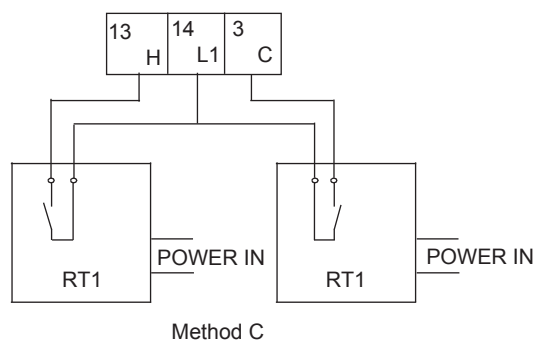 13 14 3
H L1 C
POWER IN POWER IN
RT1 RT1
Method C